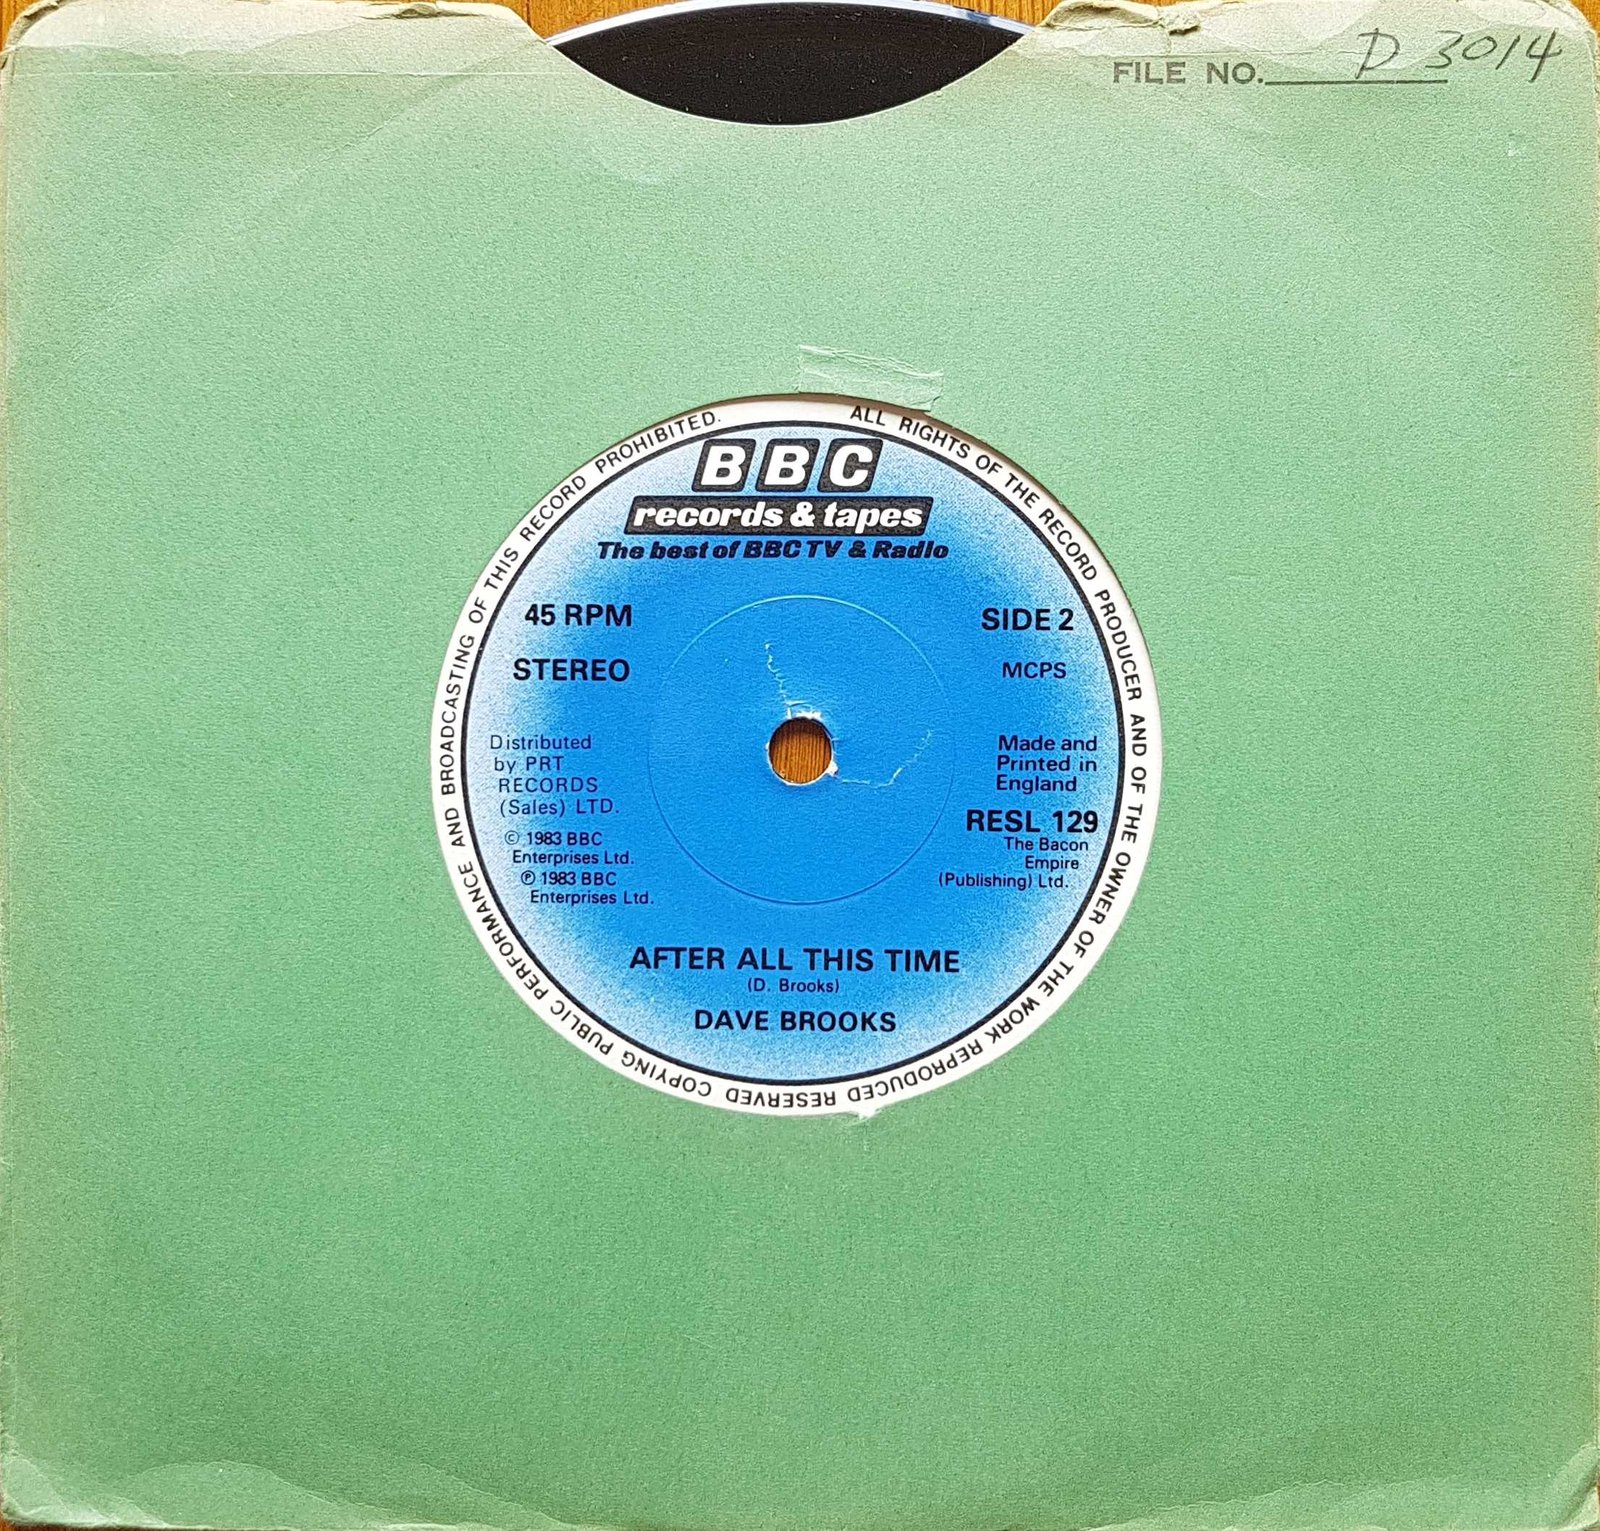 FILE NO. D 3014
ALL RIGHTS OF THE RECORD PRODUCER AND OF THE OWNER OF THE WORK REPRODUCED RESERVED COPYING PUBLIC PERFORMANCE AND BROADCASTING OF THIS RECORD PROHIBITED.
BBC
records & tapes
The best of BBC TV & Radio
45 RPM
SIDE 2
STEREO
MCPS
Distributed
by PRT
RECORDS
(Sales) LTD.
© 1983 BBC
Enterprises Ltd.
℗ 1983 BBC
Enterprises Ltd.
Made and
Printed in
England
RESL 129
The Bacon
Empire
(Publishing) Ltd.
AFTER ALL THIS TIME
(D. Brooks)
DAVE BROOKS